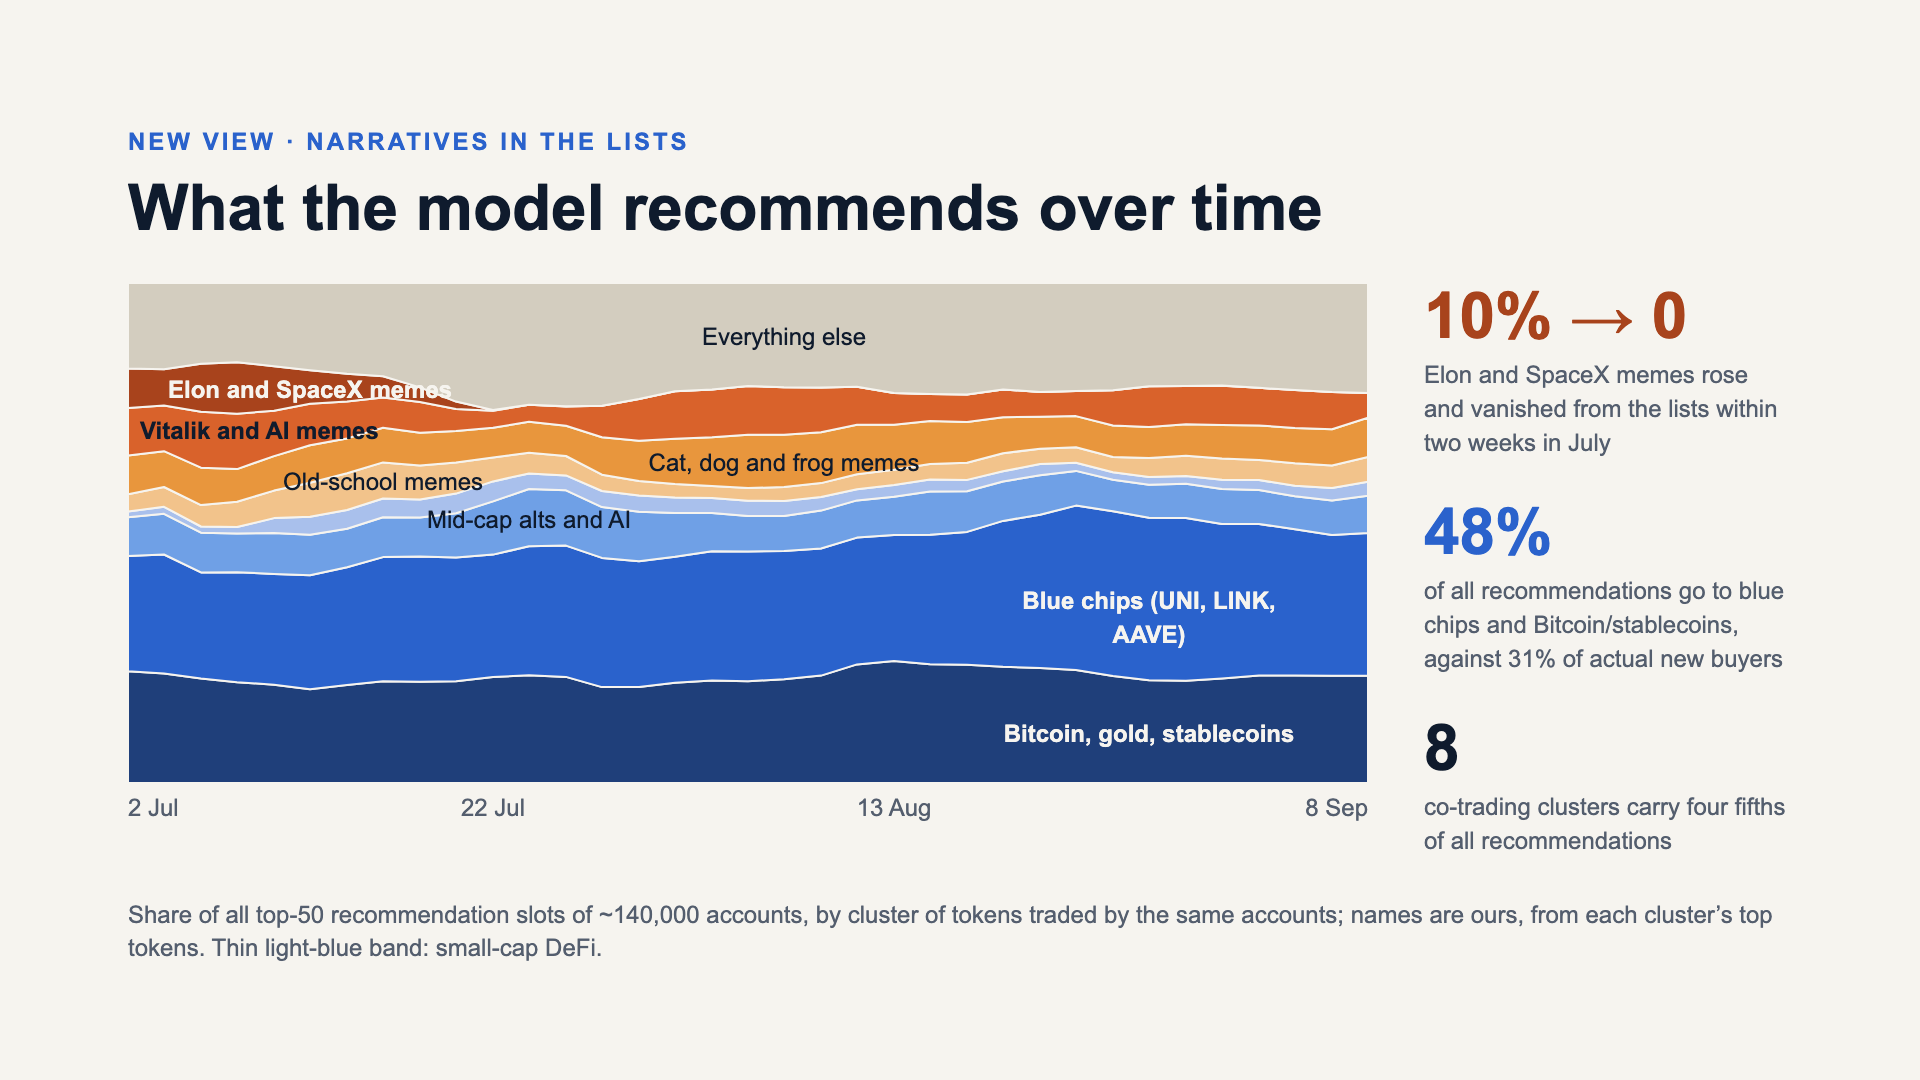 NEW VIEW · NARRATIVES IN THE LISTS
What the model recommends over time
Everything else
Elon and SpaceX memes
Vitalik and AI memes
Cat, dog and frog memes
Old-school memes
Mid-cap alts and AI
Blue chips (UNI, LINK,
AAVE)
Bitcoin, gold, stablecoins
2 Jul
22 Jul
13 Aug
8 Sep
10% → 0
Elon and SpaceX memes rose
and vanished from the lists within
two weeks in July
48%
of all recommendations go to blue
chips and Bitcoin/stablecoins,
against 31% of actual new buyers
8
co-trading clusters carry four fifths
of all recommendations
Share of all top-50 recommendation slots of ~140,000 accounts, by cluster of tokens traded by the same accounts; names are ours, from each cluster’s top
tokens. Thin light-blue band: small-cap DeFi.